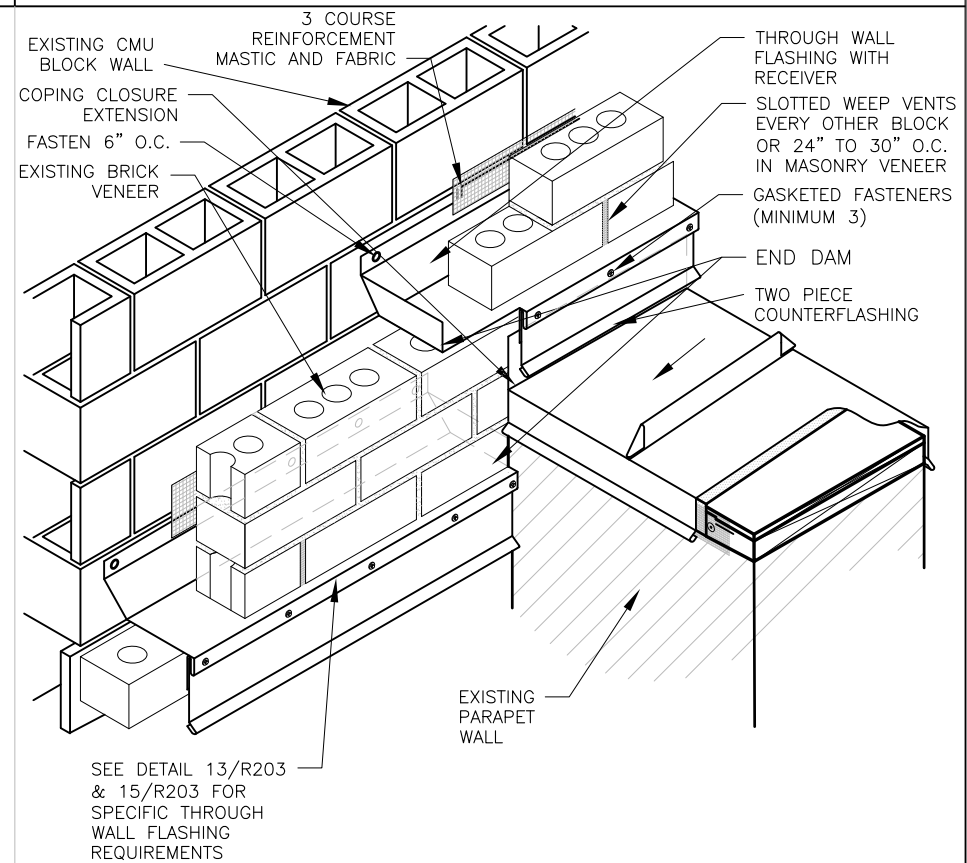 3 COURSE
REINFORCEMENT
MASTIC AND FABRIC
EXISTING CMU
BLOCK WALL
COPING CLOSURE
EXTENSION
FASTEN 6" O.C.
EXISTING BRICK
VENEER
THROUGH WALL
FLASHING WITH
RECEIVER
SLOTTED WEEP VENTS
EVERY OTHER BLOCK
OR 24" TO 30" O.C.
IN MASONRY VENEER
GASKETED FASTENERS
(MINIMUM 3)
END DAM
TWO PIECE
COUNTERFLASHING
EXISTING
PARAPET
WALL
SEE DETAIL 13/R203
& 15/R203 FOR
SPECIFIC THROUGH
WALL FLASHING
REQUIREMENTS